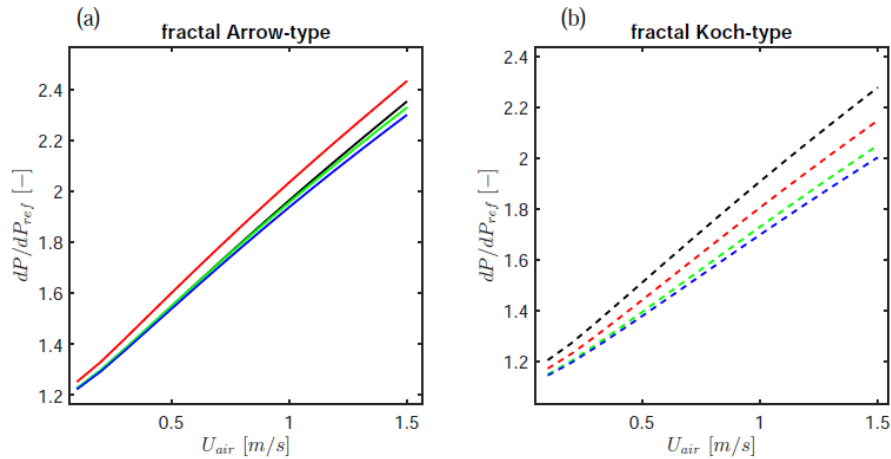 (a)
fractal Arrow-type
2.4
2.2
2
1.8
1.6
1.4
1.2
dP/dP_ref [−]
0.5
1
1.5
U_air [m/s]
(b)
fractal Koch-type
2.4
2.2
2
1.8
1.6
1.4
1.2
dP/dP_ref [−]
0.5
1
1.5
U_air [m/s]